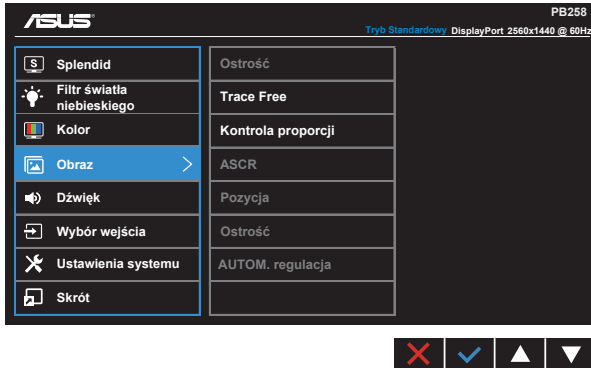 ASUS
PB258
Tryb Standardowy DisplayPort 2560x1440 @ 60Hz
S Splendid
Filtr światła
niebieskiego
Kolor
Obraz
Dźwięk
Wybór wejścia
Ustawienia systemu
Skrót
Ostrość
Trace Free
Kontrola proporcji
ASCR
Pozycja
Ostrość
AUTOM. regulacja